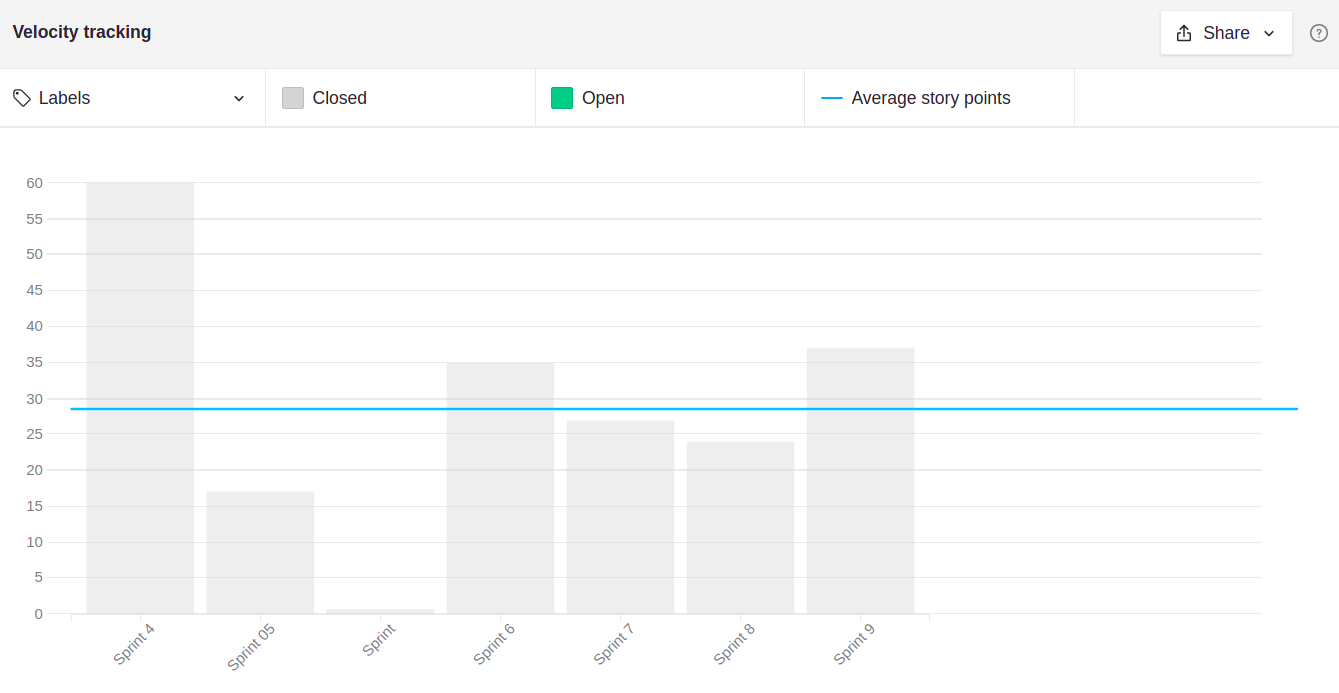 Velocity tracking
Share
?
Labels
Closed
Open
Average story points
60
55
50
45
40
35
30
25
20
15
10
5
0
Sprint 4
Sprint 05
Sprint
Sprint 6
Sprint 7
Sprint 8
Sprint 9